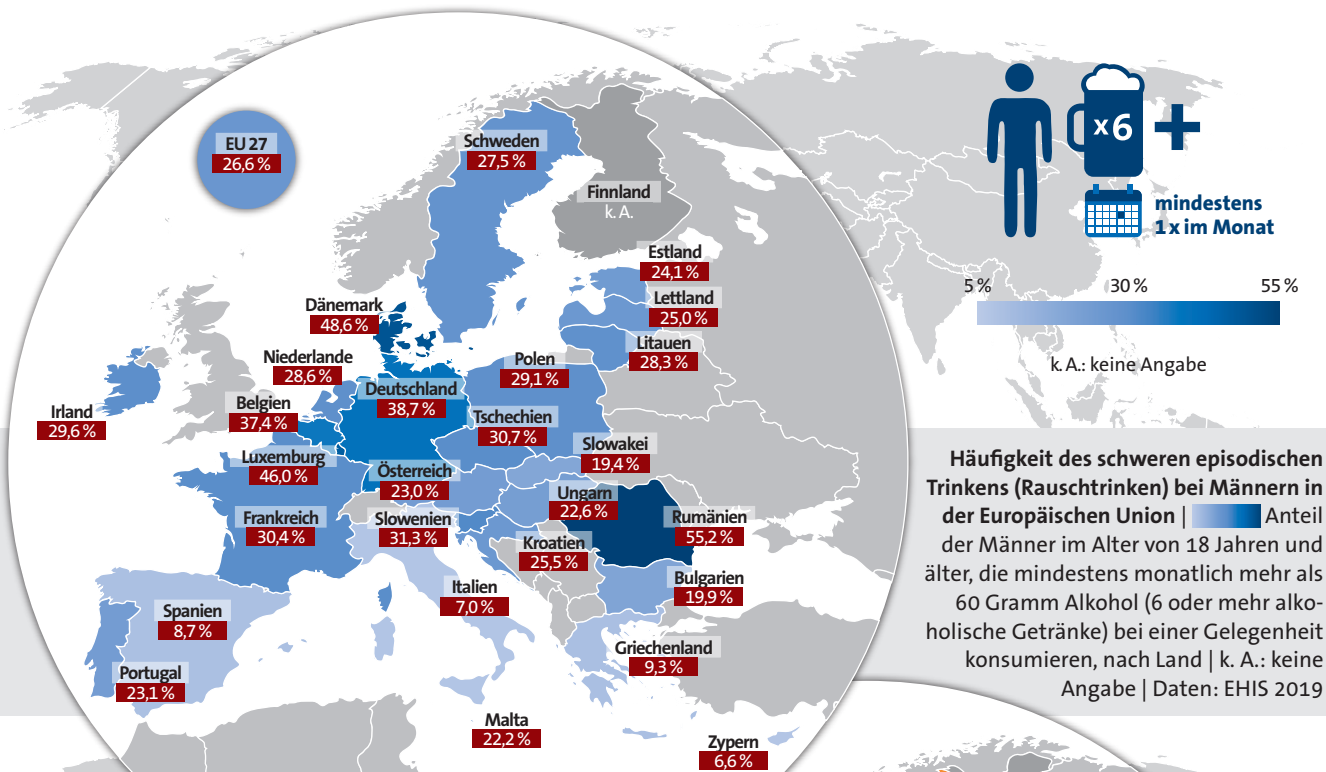 EU 27
26,6 %
Schweden
27,5 %
Finnland
k. A.
Estland
24,1 %
Lettland
25,0 %
Litauen
28,3 %
Dänemark
48,6 %
Niederlande
28,6 %
Polen
29,1 %
Deutschland
38,7 %
Belgien
37,4 %
Irland
29,6 %
Tschechien
30,7 %
Slowakei
19,4 %
Luxemburg
46,0 %
Österreich
23,0 %
Ungarn
22,6 %
Rumänien
55,2 %
Frankreich
30,4 %
Slowenien
31,3 %
Kroatien
25,5 %
Bulgarien
19,9 %
Italien
7,0 %
Spanien
8,7 %
Griechenland
9,3 %
Portugal
23,1 %
Malta
22,2 %
Zypern
6,6 %
x6 +
mindestens
1 x im Monat
5 % 30 % 55 %
k. A.: keine Angabe
Häufigkeit des schweren episodischen
Trinkens (Rauschtrinken) bei Männern in
der Europäischen Union | Anteil
der Männer im Alter von 18 Jahren und
älter, die mindestens monatlich mehr als
60 Gramm Alkohol (6 oder mehr alko-
holische Getränke) bei einer Gelegenheit
konsumieren, nach Land | k. A.: keine
Angabe | Daten: EHIS 2019